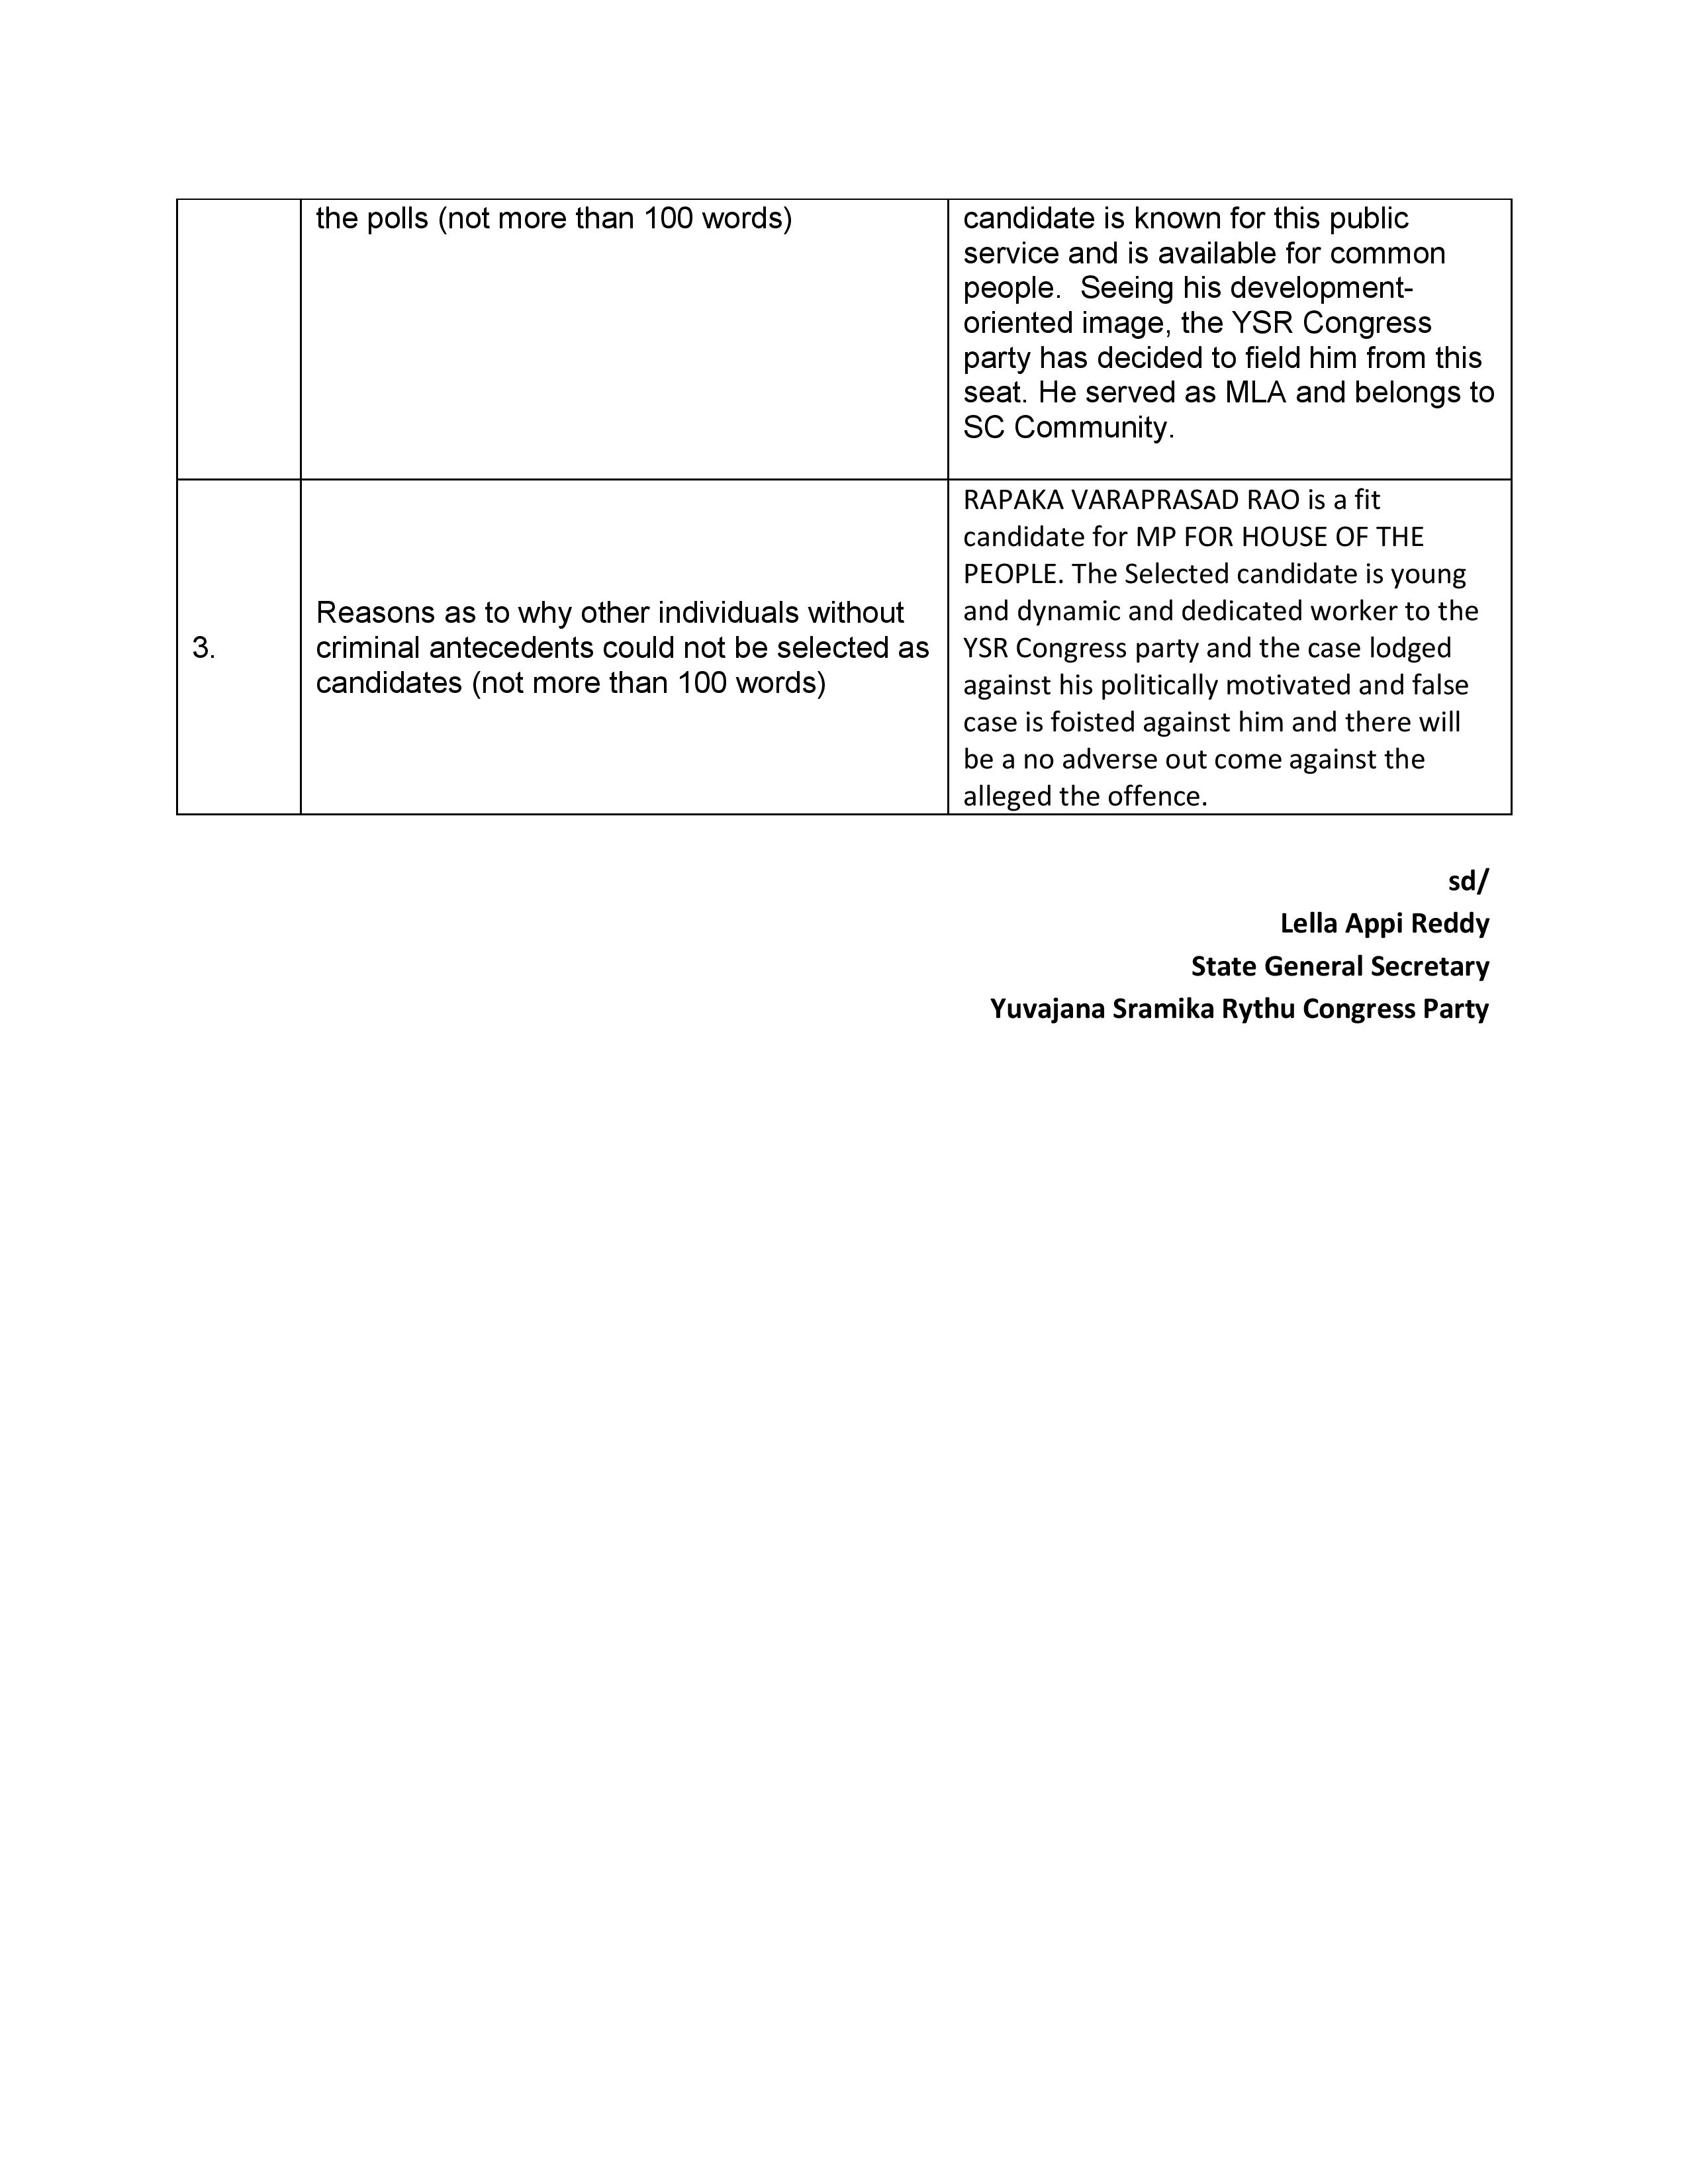 the polls (not more than 100 words)
candidate is known for this public
service and is available for common
people.  Seeing his development-
oriented image, the YSR Congress
party has decided to field him from this
seat. He served as MLA and belongs to
SC Community.
3.
Reasons as to why other individuals without
criminal antecedents could not be selected as
candidates (not more than 100 words)
RAPAKA VARAPRASAD RAO is a fit
candidate for MP FOR HOUSE OF THE
PEOPLE. The Selected candidate is young
and dynamic and dedicated worker to the
YSR Congress party and the case lodged
against his politically motivated and false
case is foisted against him and there will
be a no adverse out come against the
alleged the offence.
sd/
Lella Appi Reddy
State General Secretary
Yuvajana Sramika Rythu Congress Party